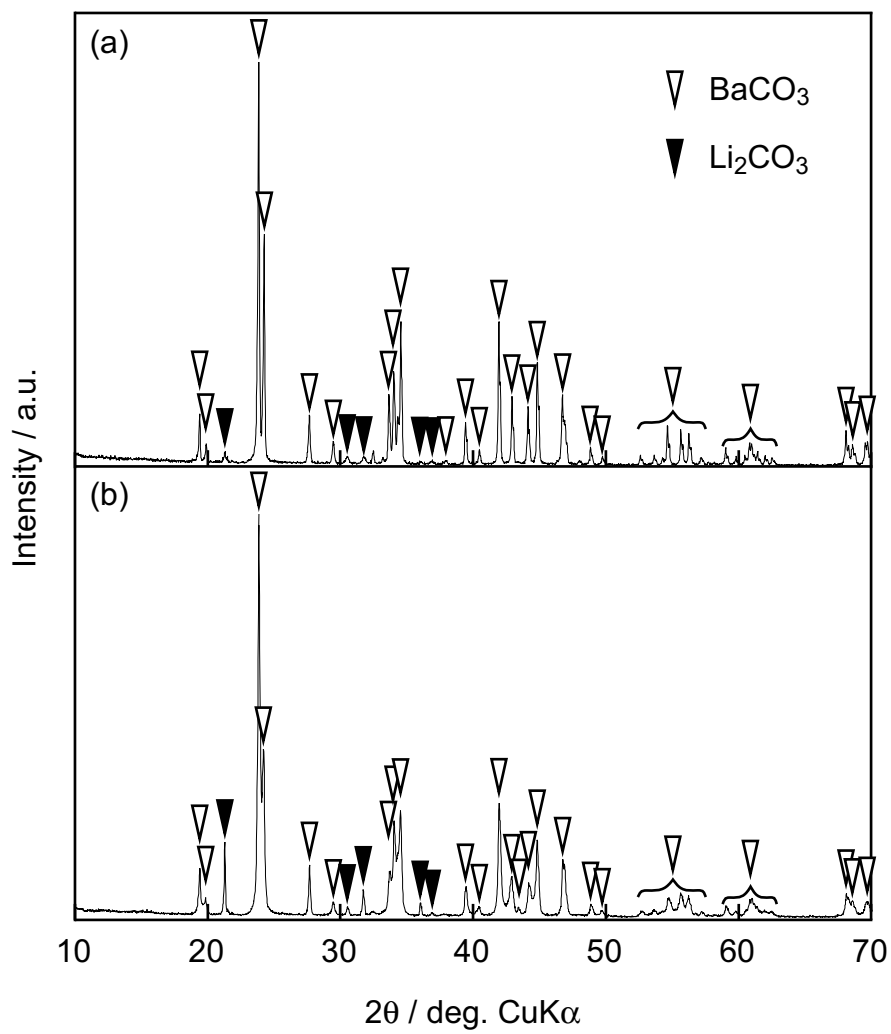 (a)
BaCO₃
Li₂CO₃
(b)
Intensity / a.u.
10 20 30 40 50 60 70
2θ / deg. CuKα